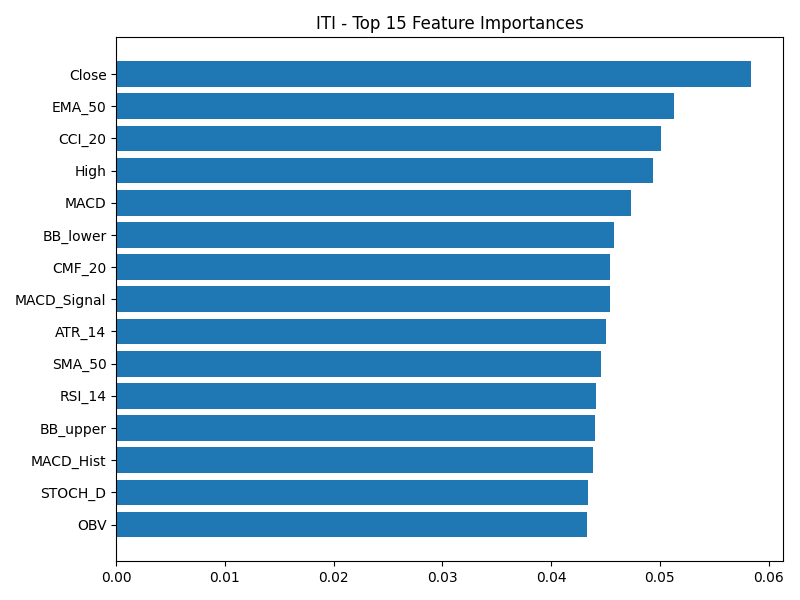 ITI - Top 15 Feature Importances
Close
EMA_50
CCI_20
High
MACD
BB_lower
CMF_20
MACD_Signal
ATR_14
SMA_50
RSI_14
BB_upper
MACD_Hist
STOCH_D
OBV
0.00 0.01 0.02 0.03 0.04 0.05 0.06